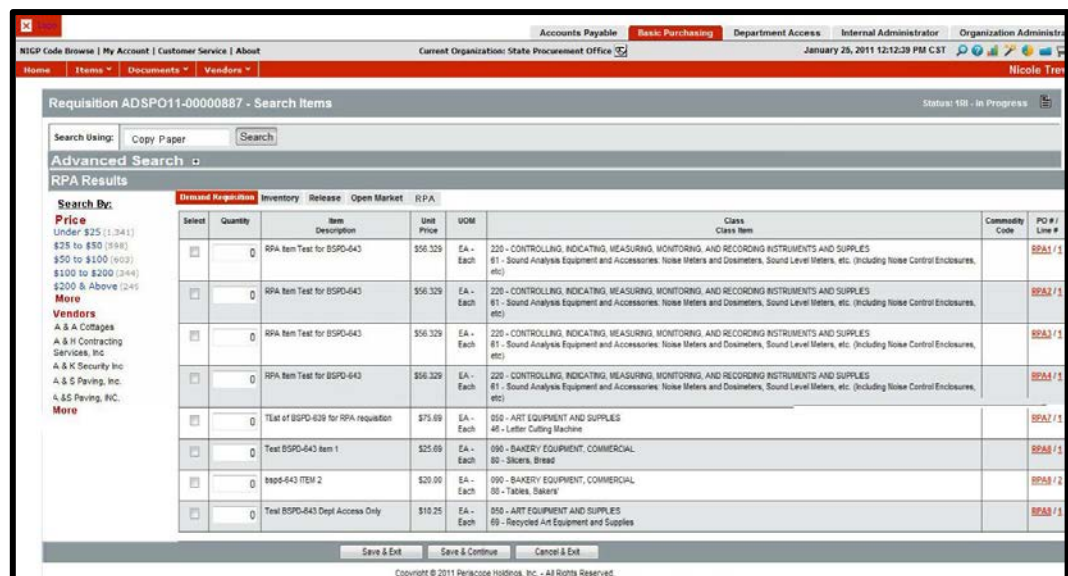 Accounts Payable Basic Purchasing Department Access Internal Administrator Organization Administra
NIGP Code Browse | My Account | Customer Service | About Current Organization: State Procurement Office January 25, 2011 12:12:39 PM CST
Home Items Documents Vendors Nicole Tre
Requisition ADSPO11-00000887 - Search Items Status: 1RI - In Progress
Search Using: Copy Paper Search
Advanced Search
RPA Results
Search By:
Price
Under $25 (1,341)
$25 to $50 (598)
$50 to $100 (603)
$100 to $200 (344)
$200 & Above (245
More
Vendors
A & A Cottages
A & H Contracting
Services, Inc
A & K Security Inc
A & S Paving, Inc.
A &S Paving, INC.
More
Demand Requisition Inventory Release Open Market RPA
Select Quantity Item Description Unit Price UOM Class Class Item Commodity Code PO # / Line #
0 RPA Item Test for BSPD-643 $56.329 EA - Each 220 - CONTROLLING, INDICATING, MEASURING, MONITORING, AND RECORDING INSTRUMENTS AND SUPPLIES RPA1 / 1
61 - Sound Analysis Equipment and Accessories: Noise Meters and Dosimeters, Sound Level Meters, etc. (Including Noise Control Enclosures,
etc)
0 RPA Item Test for BSPD-643 $56.329 EA - Each 220 - CONTROLLING, INDICATING, MEASURING, MONITORING, AND RECORDING INSTRUMENTS AND SUPPLIES RPA2 / 1
61 - Sound Analysis Equipment and Accessories: Noise Meters and Dosimeters, Sound Level Meters, etc. (Including Noise Control Enclosures,
etc)
0 RPA Item Test for BSPD-643 $56.329 EA - Each 220 - CONTROLLING, INDICATING, MEASURING, MONITORING, AND RECORDING INSTRUMENTS AND SUPPLIES RPA3 / 1
61 - Sound Analysis Equipment and Accessories: Noise Meters and Dosimeters, Sound Level Meters, etc. (Including Noise Control Enclosures,
etc)
0 RPA Item Test for BSPD-643 $56.329 EA - Each 220 - CONTROLLING, INDICATING, MEASURING, MONITORING, AND RECORDING INSTRUMENTS AND SUPPLIES RPA4 / 1
61 - Sound Analysis Equipment and Accessories: Noise Meters and Dosimeters, Sound Level Meters, etc. (Including Noise Control Enclosures,
etc)
0 TEst of BSPD-639 for RPA requisition $75.69 EA - Each 050 - ART EQUIPMENT AND SUPPLIES RPA7 / 1
46 - Letter Cutting Machine
0 Test BSPD-643 item 1 $25.69 EA - Each 090 - BAKERY EQUIPMENT, COMMERCIAL RPA8 / 1
80 - Slicers, Bread
0 bspd-643 ITEM 2 $20.00 EA - Each 090 - BAKERY EQUIPMENT, COMMERCIAL RPA8 / 2
88 - Tables, Bakers'
0 Test BSPD-643 Dept Access Only $10.25 EA - Each 050 - ART EQUIPMENT AND SUPPLIES RPA9 / 1
69 - Recycled Art Equipment and Supplies
Save & Exit Save & Continue Cancel & Exit
Copyright © 2011 Periscope Holdings, Inc. - All Rights Reserved.